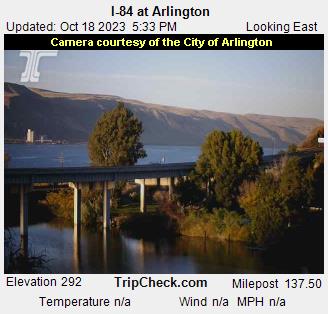 I-84 at Arlington
Updated: Oct 18 2023 5:33 PM Looking East
Camera courtesy of the City of Arlington
Elevation 292 TripCheck.com Milepost 137.50
Temperature n/a Wind n/a MPH n/a